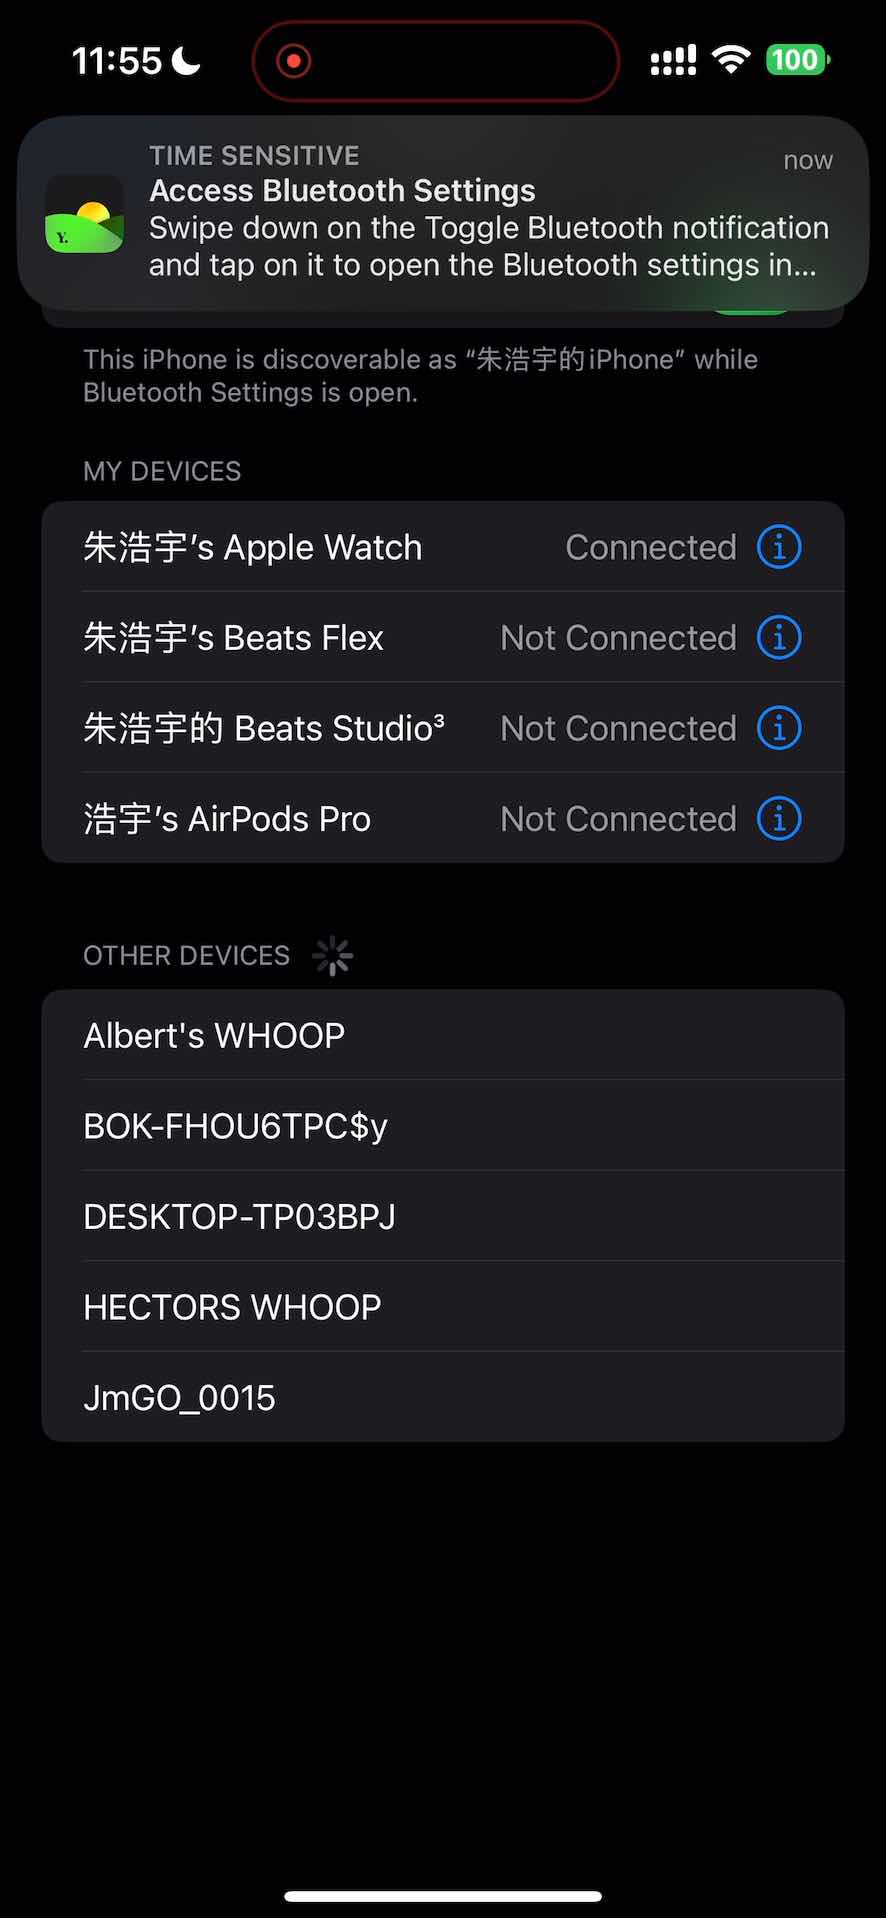 11:55
100
TIME SENSITIVE
now
Access Bluetooth Settings
Swipe down on the Toggle Bluetooth notification
and tap on it to open the Bluetooth settings in...
Y.
This iPhone is discoverable as “朱浩宇的iPhone” while
Bluetooth Settings is open.
MY DEVICES
朱浩宇’s Apple Watch Connected
朱浩宇’s Beats Flex Not Connected
朱浩宇的 Beats Studio³ Not Connected
浩宇’s AirPods Pro Not Connected
OTHER DEVICES
Albert's WHOOP
BOK-FHOU6TPC$y
DESKTOP-TP03BPJ
HECTORS WHOOP
JmGO_0015